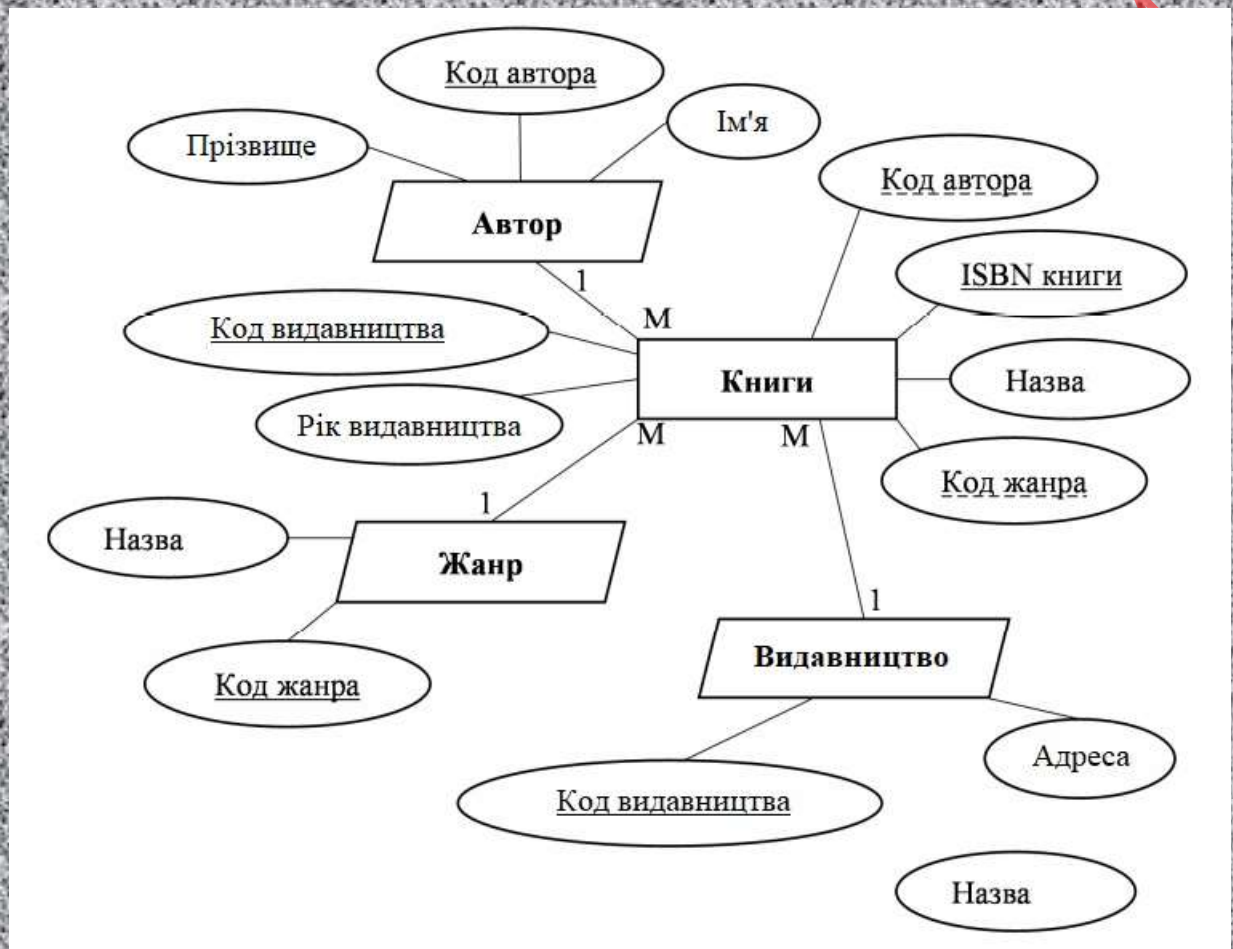 Код автора
Ім'я
Прізвище
Код автора
Автор
ISBN книги
1
Код видавництва
М
Книги
Назва
Рік видавництва
М
М
Код жанра
1
Назва
Жанр
1
Видавництво
Код жанра
Адреса
Код видавництва
Назва